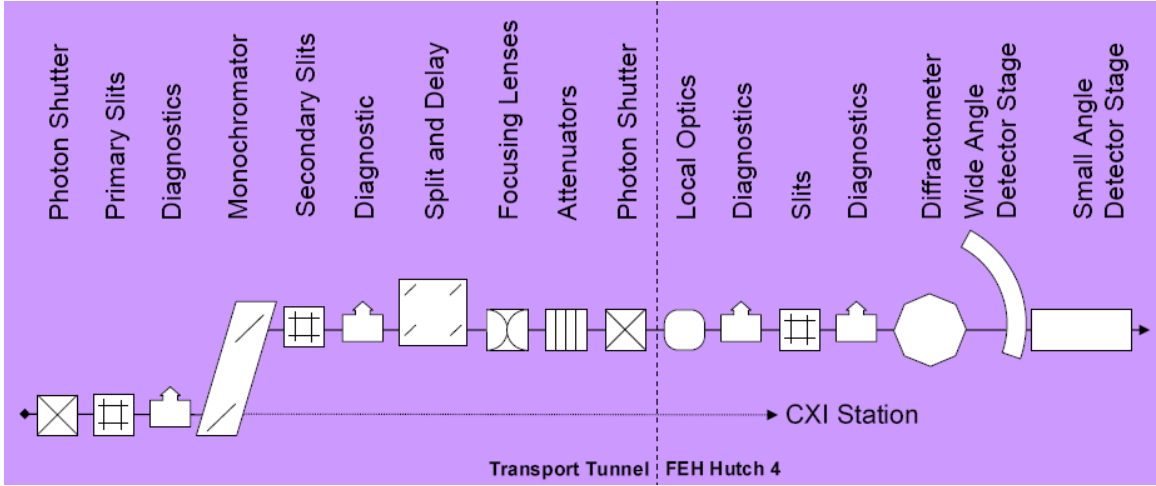 Photon Shutter
Primary Slits
Diagnostics
Monochromator
Secondary Slits
Diagnostic
Split and Delay
Focusing Lenses
Attenuators
Photon Shutter
Local Optics
Diagnostics
Slits
Diagnostics
Diffractometer
Wide Angle
Detector Stage
Small Angle
Detector Stage
CXI Station
Transport Tunnel
FEH Hutch 4